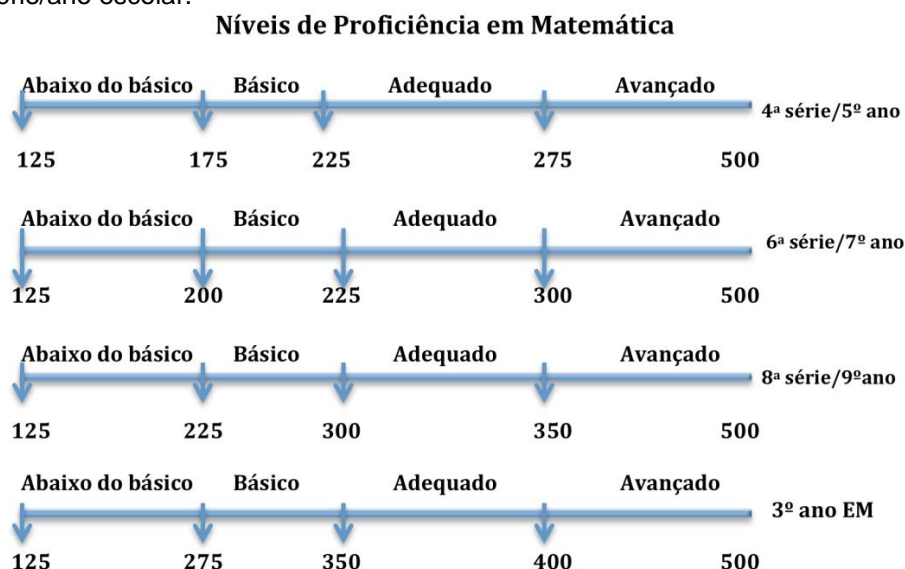 ano escolar.
Níveis de Proficiência em Matemática
Abaixo do básico Básico Adequado Avançado
4ª série/5º ano
125 175 225 275 500
Abaixo do básico Básico Adequado Avançado
6ª série/7º ano
125 200 225 300 500
Abaixo do básico Básico Adequado Avançado
8ª série/9ºano
125 225 300 350 500
Abaixo do básico Básico Adequado Avançado
3º ano EM
125 275 350 400 500